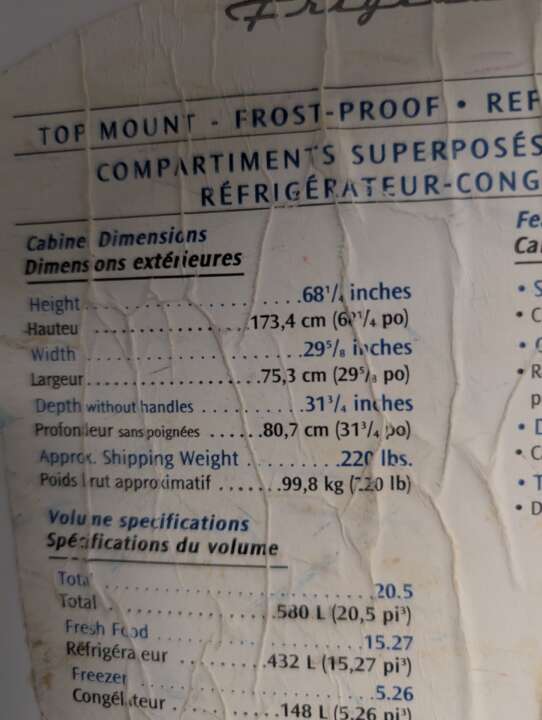 TOP MOUNT - FROST-PROOF • REF
COMPARTIMENTS SUPERPOSÉS
RÉFRIGÉRATEUR-CONG
Cabine Dimensions
Dimensions extérieures
Height..................68¹/₄ inches
Hauteu..................173,4 cm (68¹/₄ po)
Width..................29⁵/₈ inches
Largeur..................75,3 cm (29⁵/₈ po)
Depth without handles..........31³/₄ inches
Profondeur sans poignées......80,7 cm (31³/₄ po)
Approx. Shipping Weight.........220 lbs.
Poids brut approximatif.......99,8 kg (220 lb)
Volume specifications
Spécifications du volume
Total..................20.5
Total..................580 L (20,5 pi³)
Fresh Food..................15.27
Réfrigérateur..........432 L (15,27 pi³)
Freezer..................5.26
Congélateur..........148 L (5,26 pi³)
Fe
Ca
• S
• C
• R
p
• D
• C
• T
• D